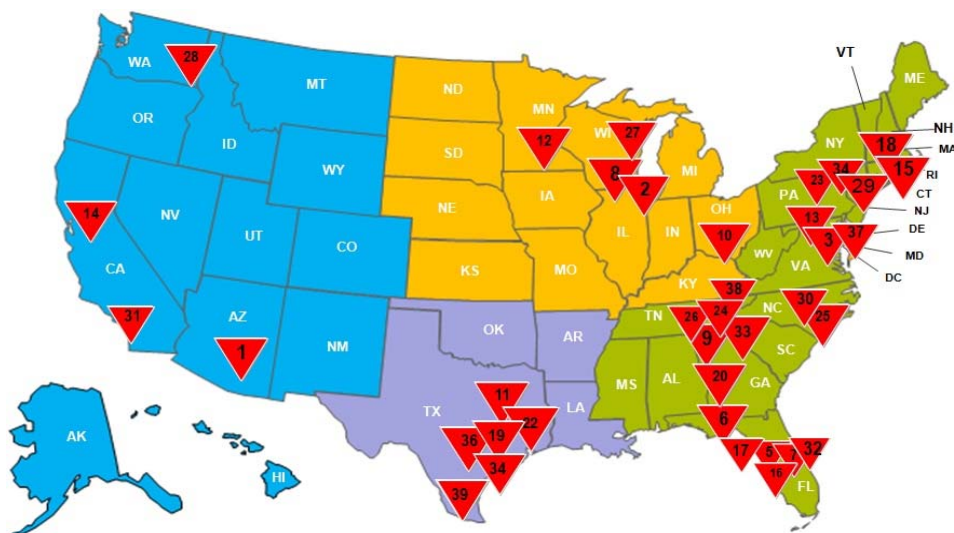 VT
ME
WA
28
MT
ND
MN
OR
ID
NY
NH
18
MA
WI
27
12
SD
34
15
RI
WY
8
MI
23
29
CT
2
PA
IA
14
NE
13
NJ
NV
OH
37
DE
UT
IL
IN
10
3
MD
CO
WV
VA
DC
CA
KS
MO
KY
38
31
AZ
TN
26
24
NC
30
25
OK
AR
9
33
1
NM
SC
MS
AL
20
GA
11
TX
LA
6
22
AK
36
19
17
5
7
32
HI
34
16
FL
39